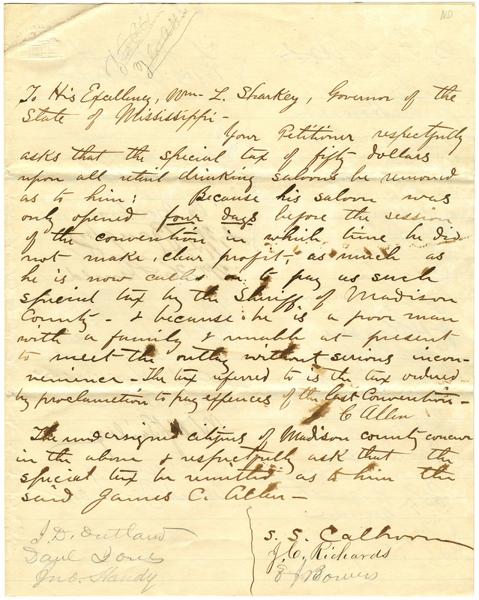 ND
To His Excellency, Wm. L. Sharkey, Governor of the
State of Mississippi -
Your Petitioner respectfully
asks that the special tax of fifty dollars
upon all retail drinking saloons be removed
as to him: Because his saloon was
only opened four days before the session
of the convention in which time he did
not make, clear profit, as much as
he is now called on to pay as such
special tax by the Sheriff of Madison
County - & because he is a poor man
with a family & unable at present
to meet the outlay without serious incon-
venience - The tax referred to is the tax ordered
by proclamation to pay expenses of the last Convention -
J. C Allen
The undersigned citizens of Madison county concur
in the above & respectfully ask that the
special tax be remitted as to him the
said James C. Allen -
J. D. Outlaw
S. S. Calhoon
J. C. Richards
Jno. Handy
E J Bowers